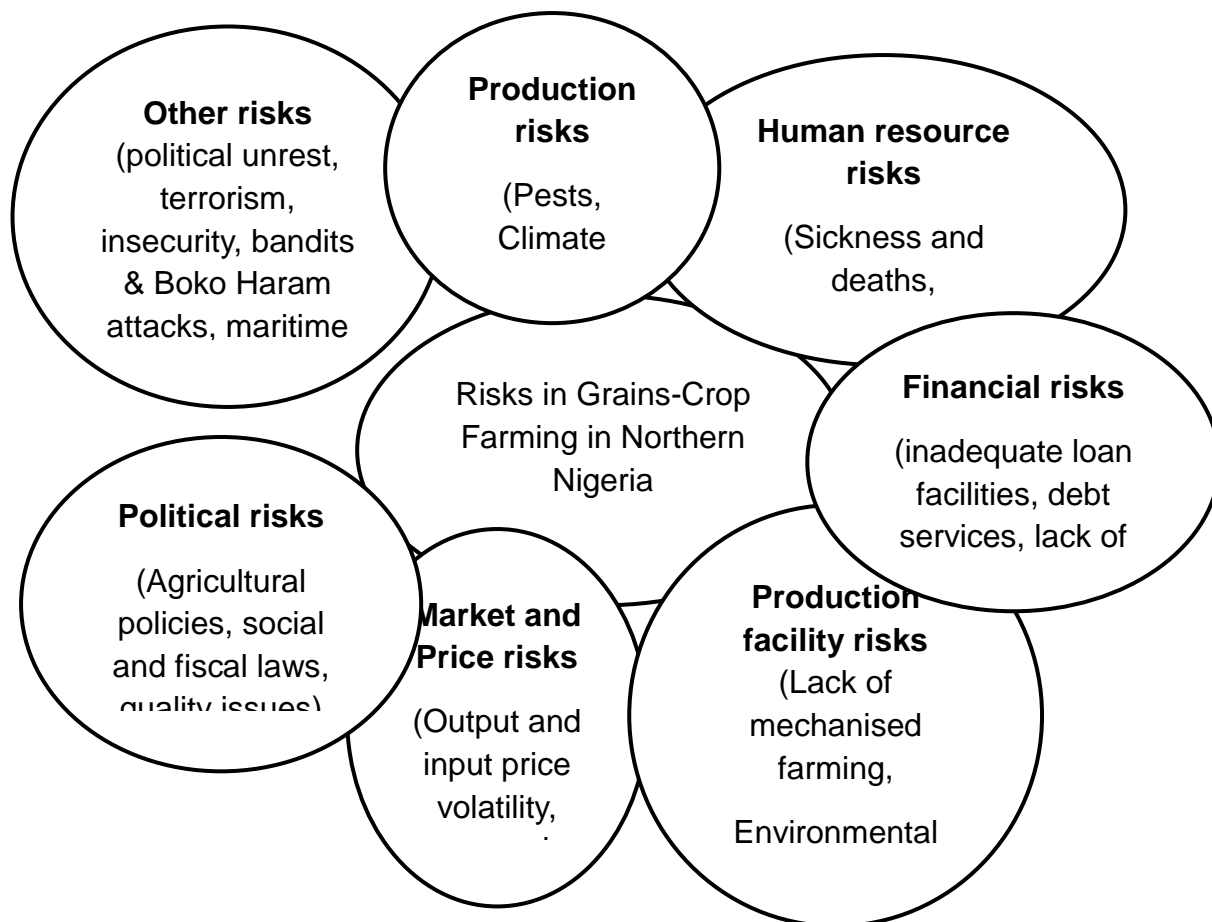 Other risks
(political unrest,
terrorism,
insecurity, bandits
& Boko Haram
attacks, maritime
Production
risks
(Pests,
Climate
Human resource
risks
(Sickness and
deaths,
Risks in Grains-Crop
Farming in Northern
Nigeria
Financial risks
(inadequate loan
facilities, debt
services, lack of
Political risks
(Agricultural
policies, social
and fiscal laws,
quality issues)
Market and
Price risks
(Output and
input price
volatility,
Production
facility risks
(Lack of
mechanised
farming,
Environmental